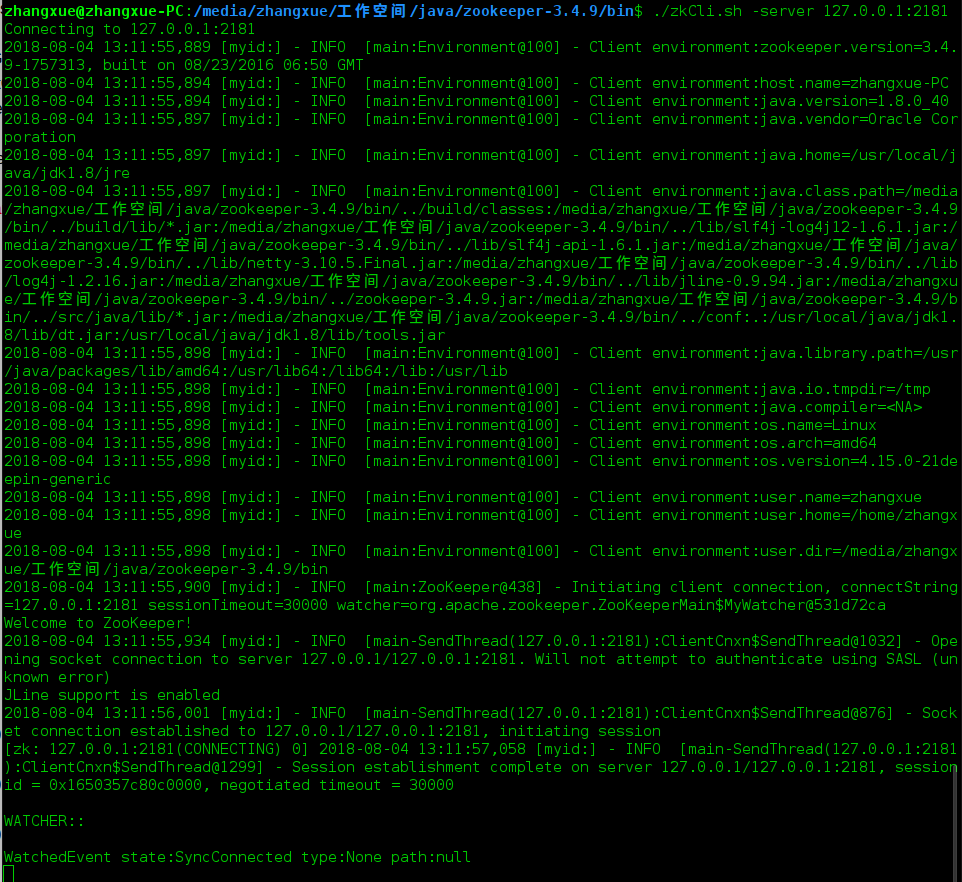 zhangxue@zhangxue-PC:/media/zhangxue/工作空间/java/zookeeper-3.4.9/bin$ ./zkCli.sh -server 127.0.0.1:2181
Connecting to 127.0.0.1:2181
2018-08-04 13:11:55,889 [myid:] - INFO  [main:Environment@100] - Client environment:zookeeper.version=3.4.
9-1757313, built on 08/23/2016 06:50 GMT
2018-08-04 13:11:55,894 [myid:] - INFO  [main:Environment@100] - Client environment:host.name=zhangxue-PC
2018-08-04 13:11:55,894 [myid:] - INFO  [main:Environment@100] - Client environment:java.version=1.8.0_40
2018-08-04 13:11:55,897 [myid:] - INFO  [main:Environment@100] - Client environment:java.vendor=Oracle Cor
poration
2018-08-04 13:11:55,897 [myid:] - INFO  [main:Environment@100] - Client environment:java.home=/usr/local/j
ava/jdk1.8/jre
2018-08-04 13:11:55,897 [myid:] - INFO  [main:Environment@100] - Client environment:java.class.path=/media
/zhangxue/工作空间/java/zookeeper-3.4.9/bin/../build/classes:/media/zhangxue/工作空间/java/zookeeper-3.4.9
/bin/../build/lib/*.jar:/media/zhangxue/工作空间/java/zookeeper-3.4.9/bin/../lib/slf4j-log4j12-1.6.1.jar:/
media/zhangxue/工作空间/java/zookeeper-3.4.9/bin/../lib/slf4j-api-1.6.1.jar:/media/zhangxue/工作空间/java/
zookeeper-3.4.9/bin/../lib/netty-3.10.5.Final.jar:/media/zhangxue/工作空间/java/zookeeper-3.4.9/bin/../lib
/log4j-1.2.16.jar:/media/zhangxue/工作空间/java/zookeeper-3.4.9/bin/../lib/jline-0.9.94.jar:/media/zhangxu
e/工作空间/java/zookeeper-3.4.9/bin/../zookeeper-3.4.9.jar:/media/zhangxue/工作空间/java/zookeeper-3.4.9/b
in/../src/java/lib/*.jar:/media/zhangxue/工作空间/java/zookeeper-3.4.9/bin/../conf:.:/usr/local/java/jdk1.
8/lib/dt.jar:/usr/local/java/jdk1.8/lib/tools.jar
2018-08-04 13:11:55,898 [myid:] - INFO  [main:Environment@100] - Client environment:java.library.path=/usr
/java/packages/lib/amd64:/usr/lib64:/lib64:/lib:/usr/lib
2018-08-04 13:11:55,898 [myid:] - INFO  [main:Environment@100] - Client environment:java.io.tmpdir=/tmp
2018-08-04 13:11:55,898 [myid:] - INFO  [main:Environment@100] - Client environment:java.compiler=<NA>
2018-08-04 13:11:55,898 [myid:] - INFO  [main:Environment@100] - Client environment:os.name=Linux
2018-08-04 13:11:55,898 [myid:] - INFO  [main:Environment@100] - Client environment:os.arch=amd64
2018-08-04 13:11:55,898 [myid:] - INFO  [main:Environment@100] - Client environment:os.version=4.15.0-21de
epin-generic
2018-08-04 13:11:55,898 [myid:] - INFO  [main:Environment@100] - Client environment:user.name=zhangxue
2018-08-04 13:11:55,898 [myid:] - INFO  [main:Environment@100] - Client environment:user.home=/home/zhangx
ue
2018-08-04 13:11:55,898 [myid:] - INFO  [main:Environment@100] - Client environment:user.dir=/media/zhangx
ue/工作空间/java/zookeeper-3.4.9/bin
2018-08-04 13:11:55,900 [myid:] - INFO  [main:ZooKeeper@438] - Initiating client connection, connectString
=127.0.0.1:2181 sessionTimeout=30000 watcher=org.apache.zookeeper.ZooKeeperMain$MyWatcher@531d72ca
Welcome to ZooKeeper!
2018-08-04 13:11:55,934 [myid:] - INFO  [main-SendThread(127.0.0.1:2181):ClientCnxn$SendThread@1032] - Ope
ning socket connection to server 127.0.0.1/127.0.0.1:2181. Will not attempt to authenticate using SASL (un
known error)
JLine support is enabled
2018-08-04 13:11:56,001 [myid:] - INFO  [main-SendThread(127.0.0.1:2181):ClientCnxn$SendThread@876] - Sock
et connection established to 127.0.0.1/127.0.0.1:2181, initiating session
[zk: 127.0.0.1:2181(CONNECTING) 0] 2018-08-04 13:11:57,058 [myid:] - INFO  [main-SendThread(127.0.0.1:2181
):ClientCnxn$SendThread@1299] - Session establishment complete on server 127.0.0.1/127.0.0.1:2181, session
id = 0x1650357c80c0000, negotiated timeout = 30000
WATCHER::
WatchedEvent state:SyncConnected type:None path:null